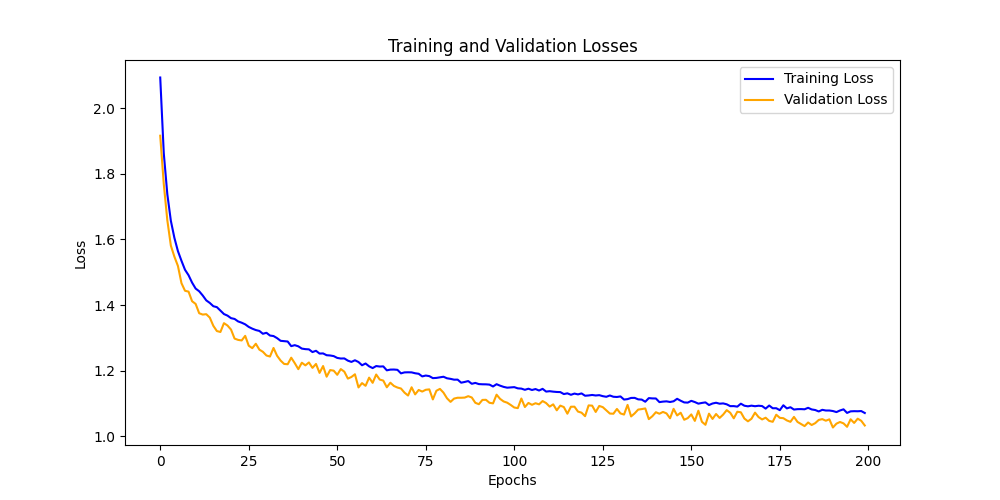 Training and Validation Losses
Training Loss
Validation Loss
Loss
2.0
1.8
1.6
1.4
1.2
1.0
0 25 50 75 100 125 150 175 200
Epochs